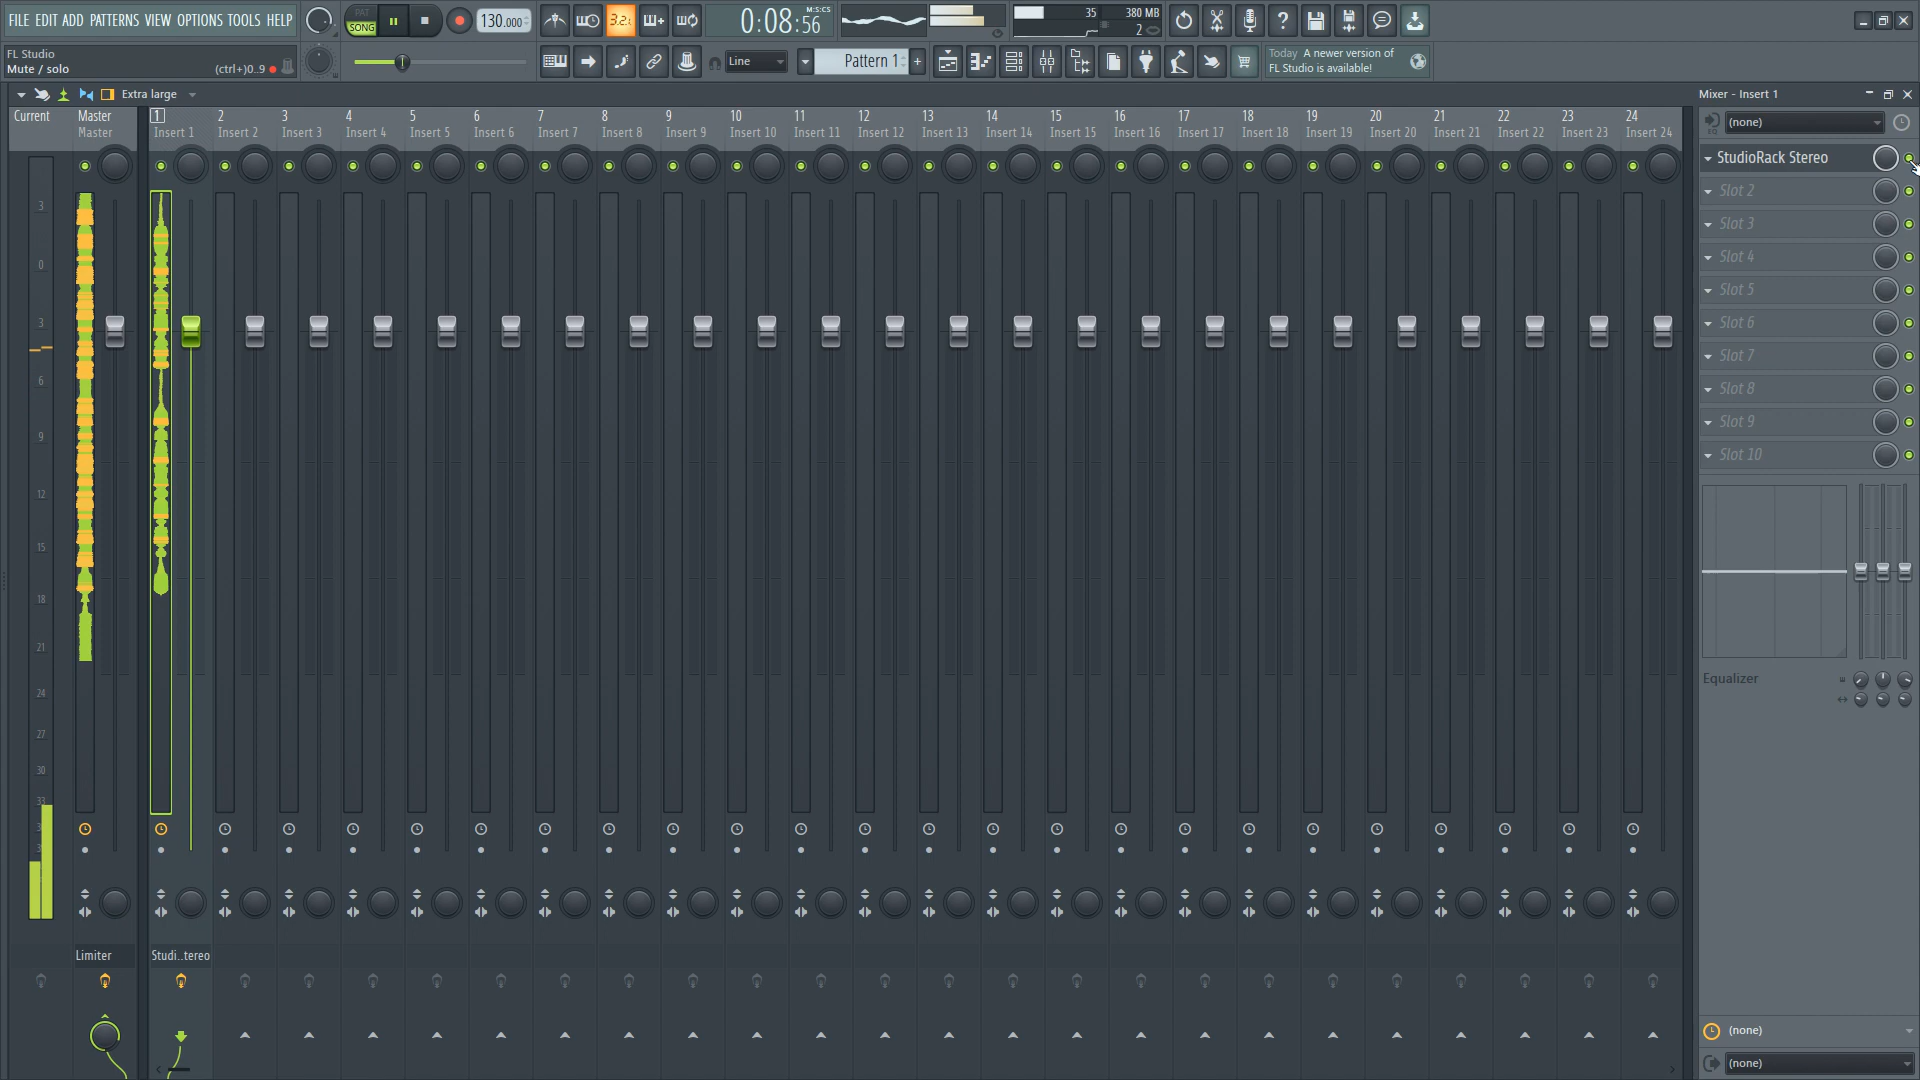 FILE EDIT ADD PATTERNS VIEW OPTIONS TOOLS HELP
PAT
SONG
130.000
3.2.
0:08:56
M:S:CS
35
380 MB
2
FL Studio
Mute / solo
(ctrl+)0..9
Line
Pattern 1
+
Today A newer version of
FL Studio is available!
Extra large
Mixer - Insert 1
Current
Master
1 2 3 4 5 6 7 8 9 10 11 12 13 14 15 16 17 18 19 20 21 22 23 24
Master
Insert 1 Insert 2 Insert 3 Insert 4 Insert 5 Insert 6 Insert 7 Insert 8 Insert 9 Insert 10 Insert 11 Insert 12 Insert 13 Insert 14 Insert 15 Insert 16 Insert 17 Insert 18 Insert 19 Insert 20 Insert 21 Insert 22 Insert 23 Insert 24
(none)
EQ
StudioRack Stereo
Slot 2
Slot 3
Slot 4
Slot 5
Slot 6
Slot 7
Slot 8
Slot 9
Slot 10
3
0
3
6
9
12
15
18
21
24
27
30
33
Equalizer
Limiter
Studi..tereo
(none)
(none)